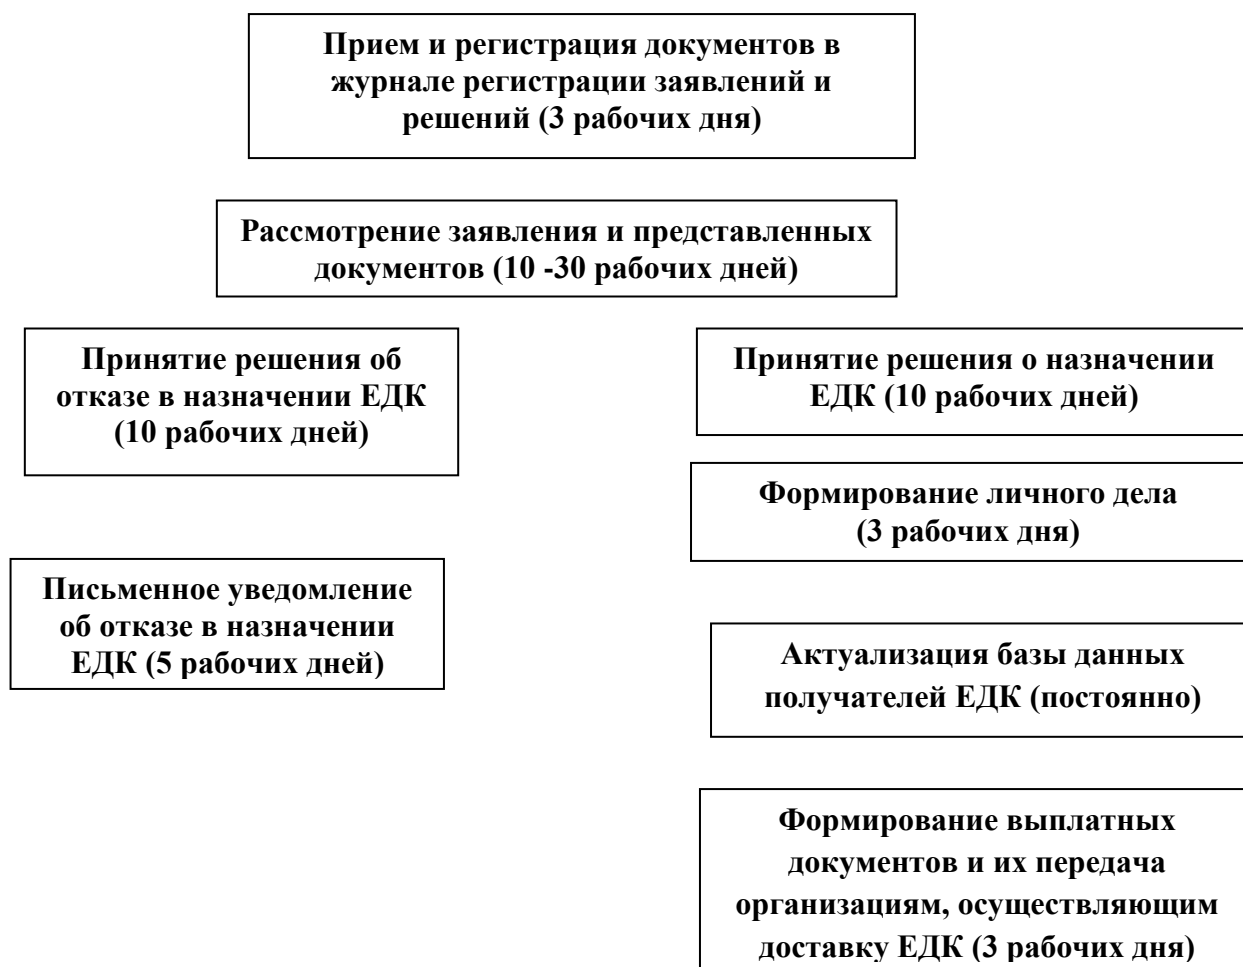 Прием и регистрация документов в
журнале регистрации заявлений и
решений (3 рабочих дня)
Рассмотрение заявления и представленных
документов (10 -30 рабочих дней)
Принятие решения об
отказе в назначении ЕДК
(10 рабочих дней)
Письменное уведомление
об отказе в назначении
ЕДК (5 рабочих дней)
Принятие решения о назначении
ЕДК (10 рабочих дней)
Формирование личного дела
(3 рабочих дня)
Актуализация базы данных
получателей ЕДК (постоянно)
Формирование выплатных
документов и их передача
организациям, осуществляющим
доставку ЕДК (3 рабочих дня)